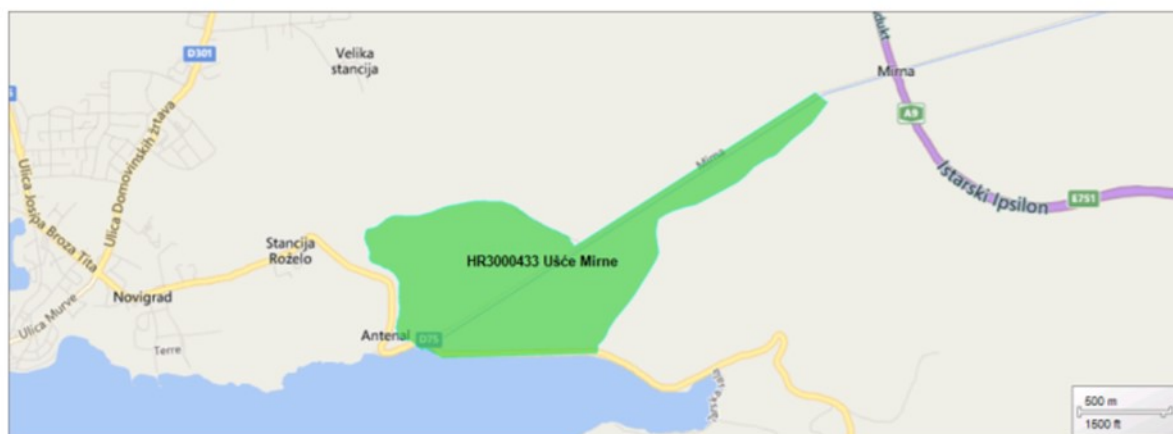 D301
Velika
stancija
Mirna
A9
Istarski Ipsilon
E751
Mirna
Ulica Domovinskih žrtava
Ulica Josipa Broza Tita
Stancija
Roželo
HR3000433 Ušće Mirne
Novigrad
Ulica Murve
Terre
Antenal
D75
500 m
1500 ft